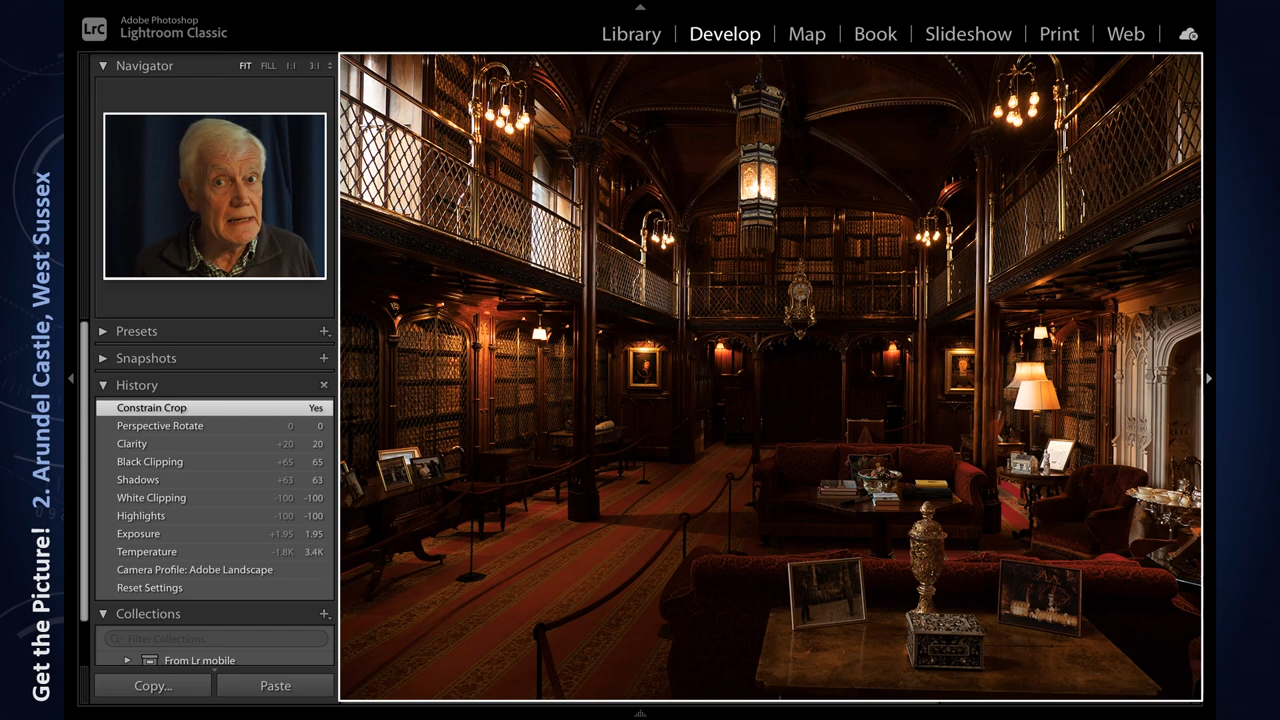 Get the Picture! 2. Arundel Castle, West Sussex
LrC
Adobe Photoshop
Lightroom Classic
Library | Develop | Map | Book | Slideshow | Print | Web |
Navigator FIT FILL 1:1 3:1
Presets
Snapshots
History
Constrain Crop Yes
Perspective Rotate 0 0
Clarity +20 20
Black Clipping +65 65
Shadows +63 63
White Clipping -100 -100
Highlights -100 -100
Exposure +1.95 1.95
Temperature -1.8K 3.4K
Camera Profile: Adobe Landscape
Reset Settings
Collections
Filter Collections
From Lr mobile
Copy... Paste